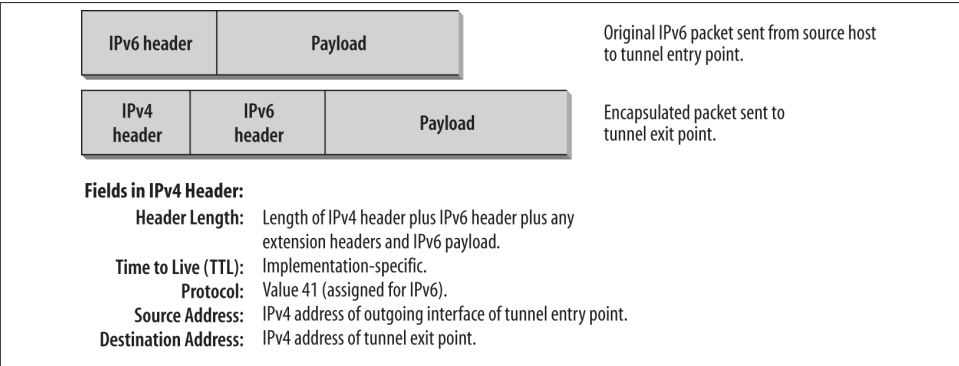 IPv6 header
Payload
Original IPv6 packet sent from source host
to tunnel entry point.
IPv4
header
IPv6
header
Payload
Encapsulated packet sent to
tunnel exit point.
Fields in IPv4 Header:
Header Length: Length of IPv4 header plus IPv6 header plus any
extension headers and IPv6 payload.
Time to Live (TTL): Implementation-specific.
Protocol: Value 41 (assigned for IPv6).
Source Address: IPv4 address of outgoing interface of tunnel entry point.
Destination Address: IPv4 address of tunnel exit point.